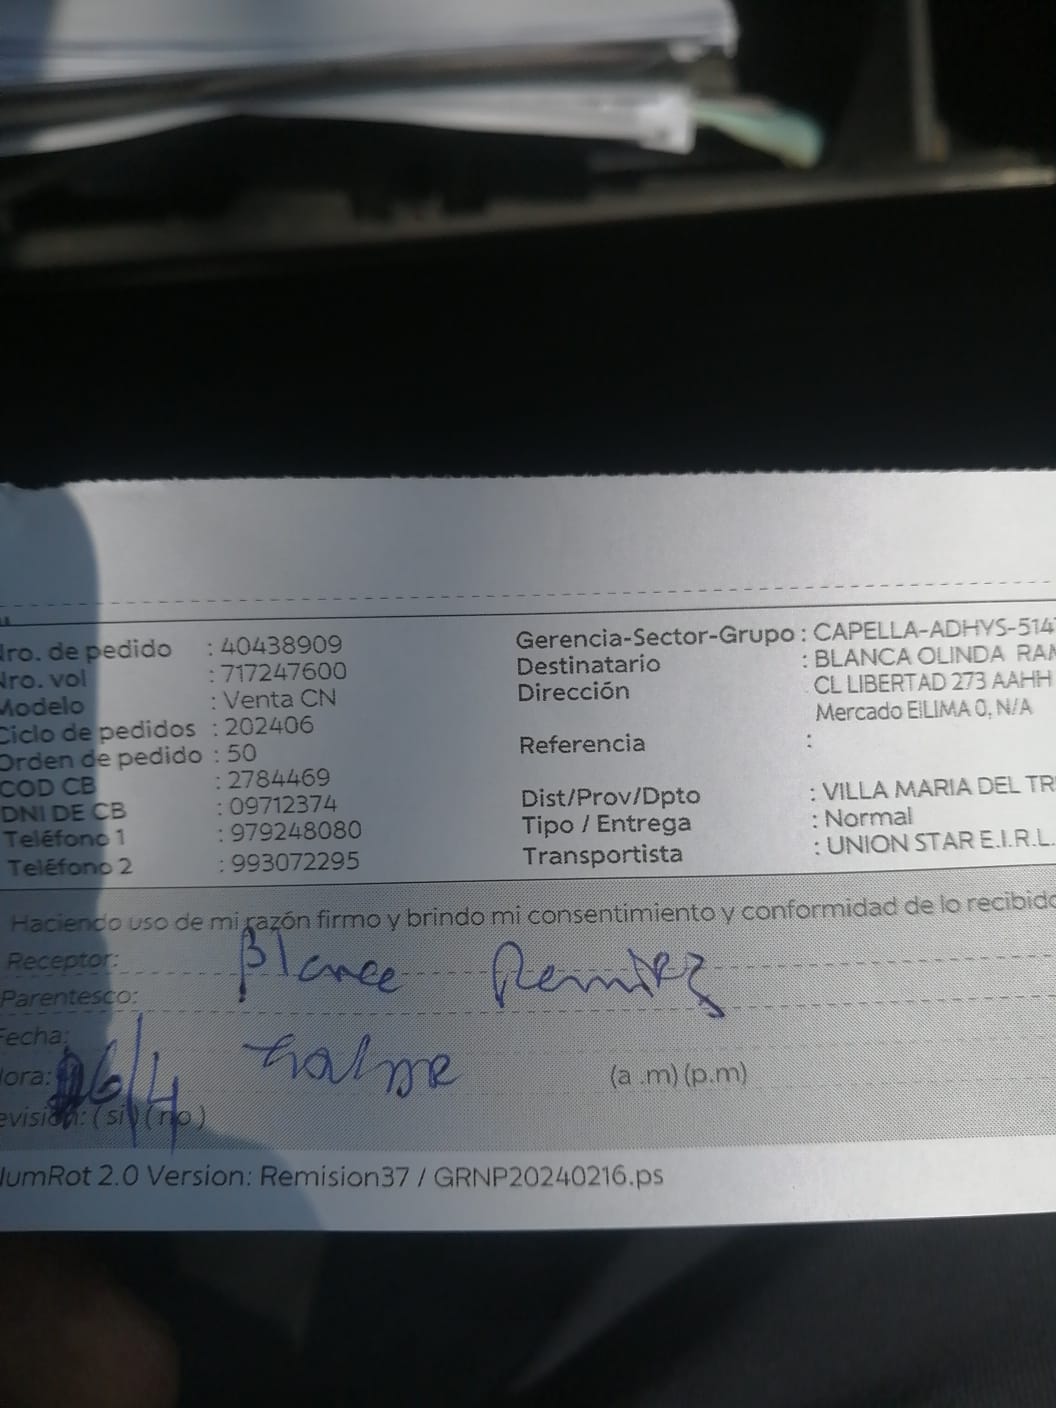 Nro. de pedido : 40438909
Nro. vol : 717247600
Modelo : Venta CN
Ciclo de pedidos : 202406
Orden de pedido : 50
COD CB : 2784469
DNI DE CB : 09712374
Teléfono 1 : 979248080
Teléfono 2 : 993072295
Gerencia-Sector-Grupo : CAPELLA-ADHYS-514
Destinatario : BLANCA OLINDA RAM
Dirección : CL LIBERTAD 273 AAHH
Mercado EILIMA 0, N/A
Referencia :
Dist/Prov/Dpto : VILLA MARIA DEL TR
Tipo / Entrega : Normal
Transportista : UNION STAR E.I.R.L.
Haciendo uso de mi razón firmo y brindo mi consentimiento y conformidad de lo recibido
Receptor: Blanca Ramirez
Parentesco:
Fecha:
Hora: 26/4 (a .m) (p.m)
evisión: ( si ) ( no )
NumRot 2.0 Version: Remision37 / GRNP20240216.ps